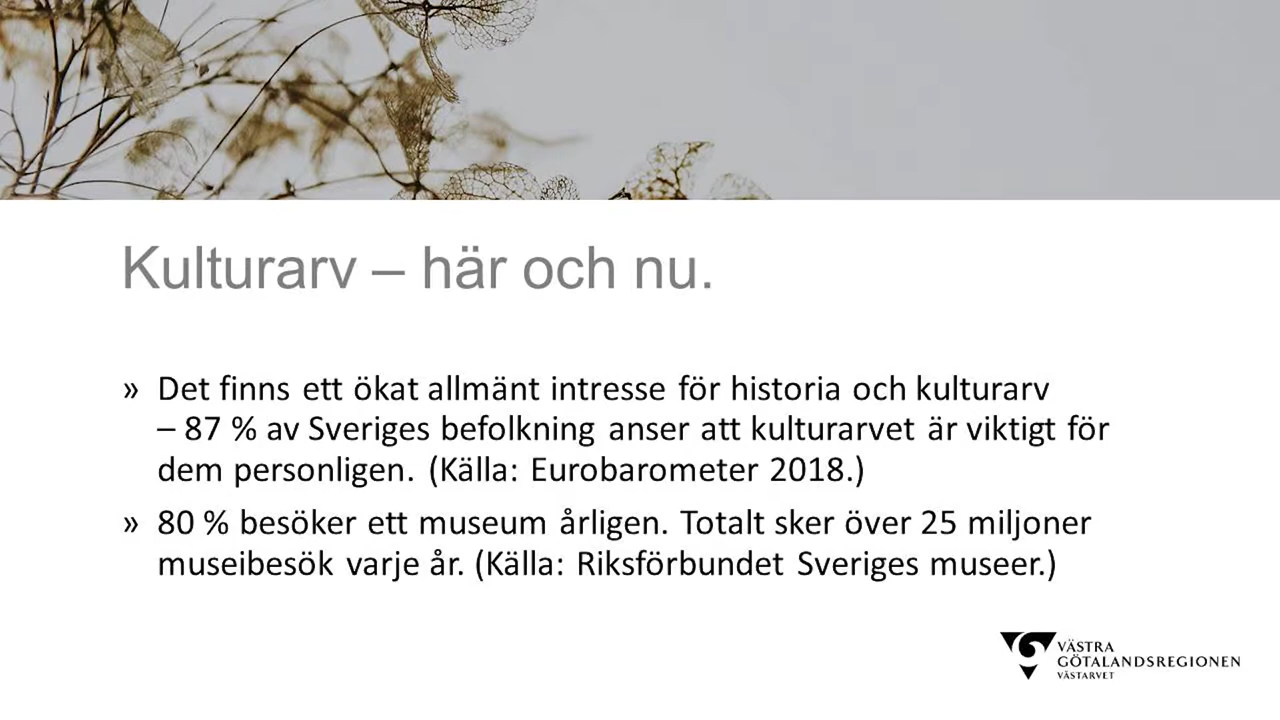 Kulturarv – här och nu.
» Det finns ett ökat allmänt intresse för historia och kulturarv
– 87 % av Sveriges befolkning anser att kulturarvet är viktigt för
dem personligen. (Källa: Eurobarometer 2018.)
» 80 % besöker ett museum årligen. Totalt sker över 25 miljoner
museibesök varje år. (Källa: Riksförbundet Sveriges museer.)
VÄSTRA
GÖTALANDSREGIONEN
VÄSTARVET